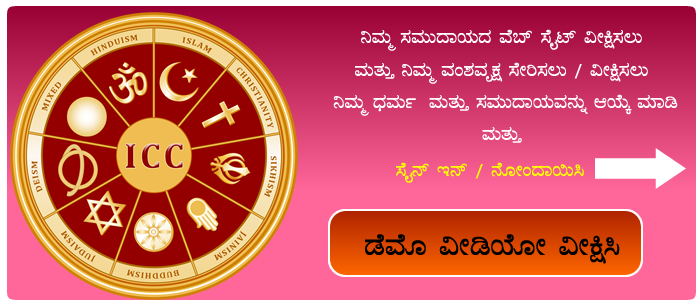 HINDUISM
ISLAM
CHRISTIANITY
SIKHISM
JAINISM
BUDDHISM
JUDAISM
DEISM
MIXED
ICC
ನಿಮ್ಮ ಸಮುದಾಯದ ವೆಬ್ ಸೈಟ್ ವೀಕ್ಷಿಸಲು
ಮತ್ತು ನಿಮ್ಮ ವಂಶವೃಕ್ಷ ಸೇರಿಸಲು / ವೀಕ್ಷಿಸಲು
ನಿಮ್ಮ ಧರ್ಮ ಮತ್ತು ಸಮುದಾಯವನ್ನು ಆಯ್ಕೆ ಮಾಡಿ
ಮತ್ತು
ಸೈನ್ ಇನ್ / ನೋಂದಾಯಿಸಿ
ಡೆಮೊ ವೀಡಿಯೋ ವೀಕ್ಷಿಸಿ